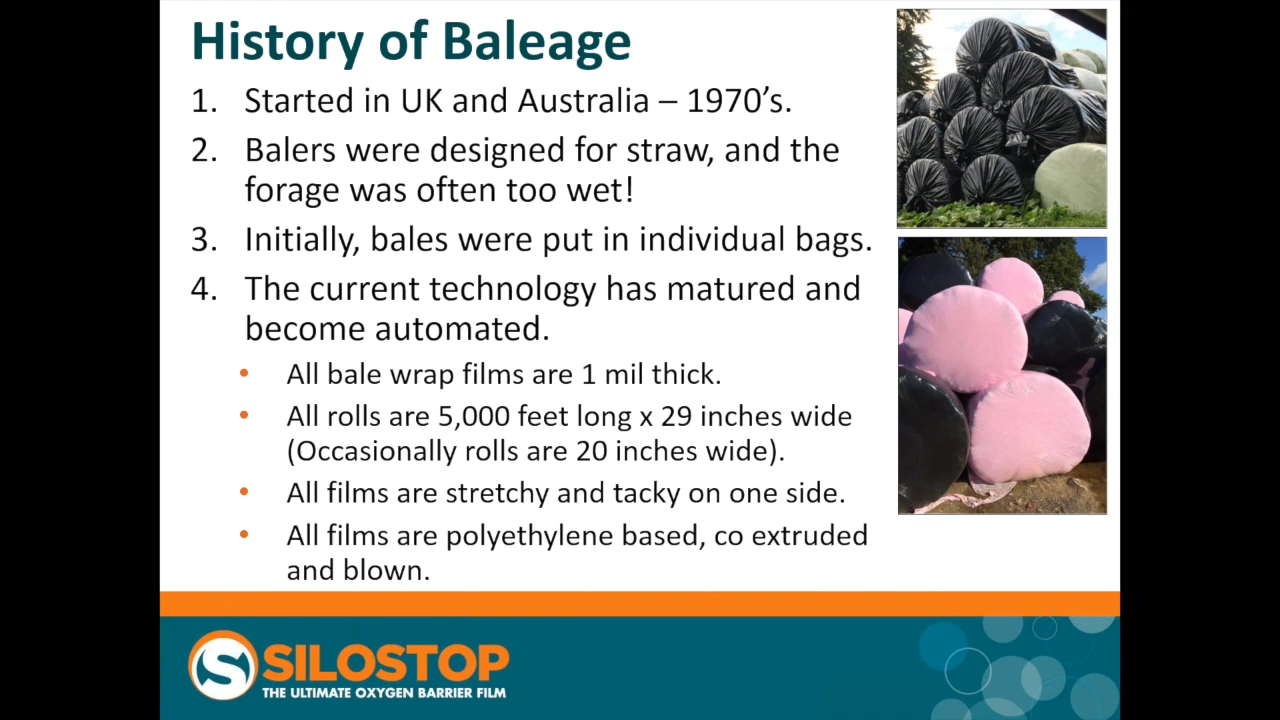 History of Baleage
1. Started in UK and Australia – 1970’s.
2. Balers were designed for straw, and the
forage was often too wet!
3. Initially, bales were put in individual bags.
4. The current technology has matured and
become automated.
• All bale wrap films are 1 mil thick.
• All rolls are 5,000 feet long x 29 inches wide
(Occasionally rolls are 20 inches wide).
• All films are stretchy and tacky on one side.
• All films are polyethylene based, co extruded
and blown.
SILOSTOP
THE ULTIMATE OXYGEN BARRIER FILM